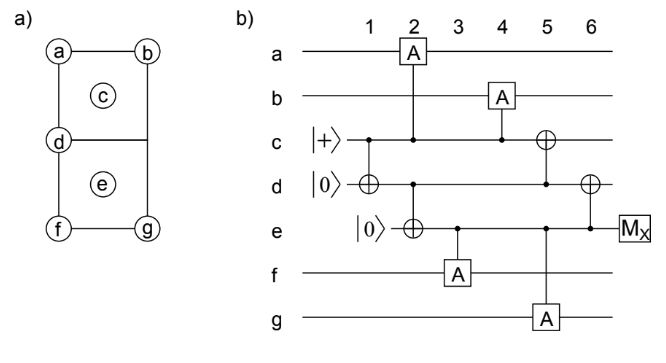 a)
a b
c
d
e
f g
b)
1 2 3 4 5 6
a A
b A
c |+⟩
d |0⟩
e |0⟩ M_X
f A
g A